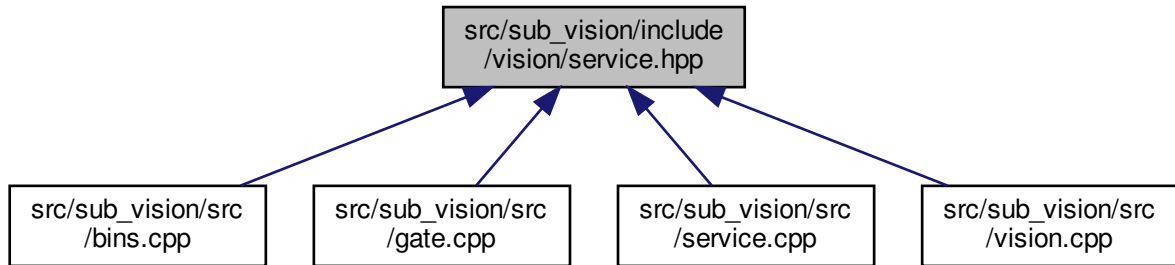 src/sub_vision/include
/vision/service.hpp
src/sub_vision/src
/bins.cpp
src/sub_vision/src
/gate.cpp
src/sub_vision/src
/service.cpp
src/sub_vision/src
/vision.cpp